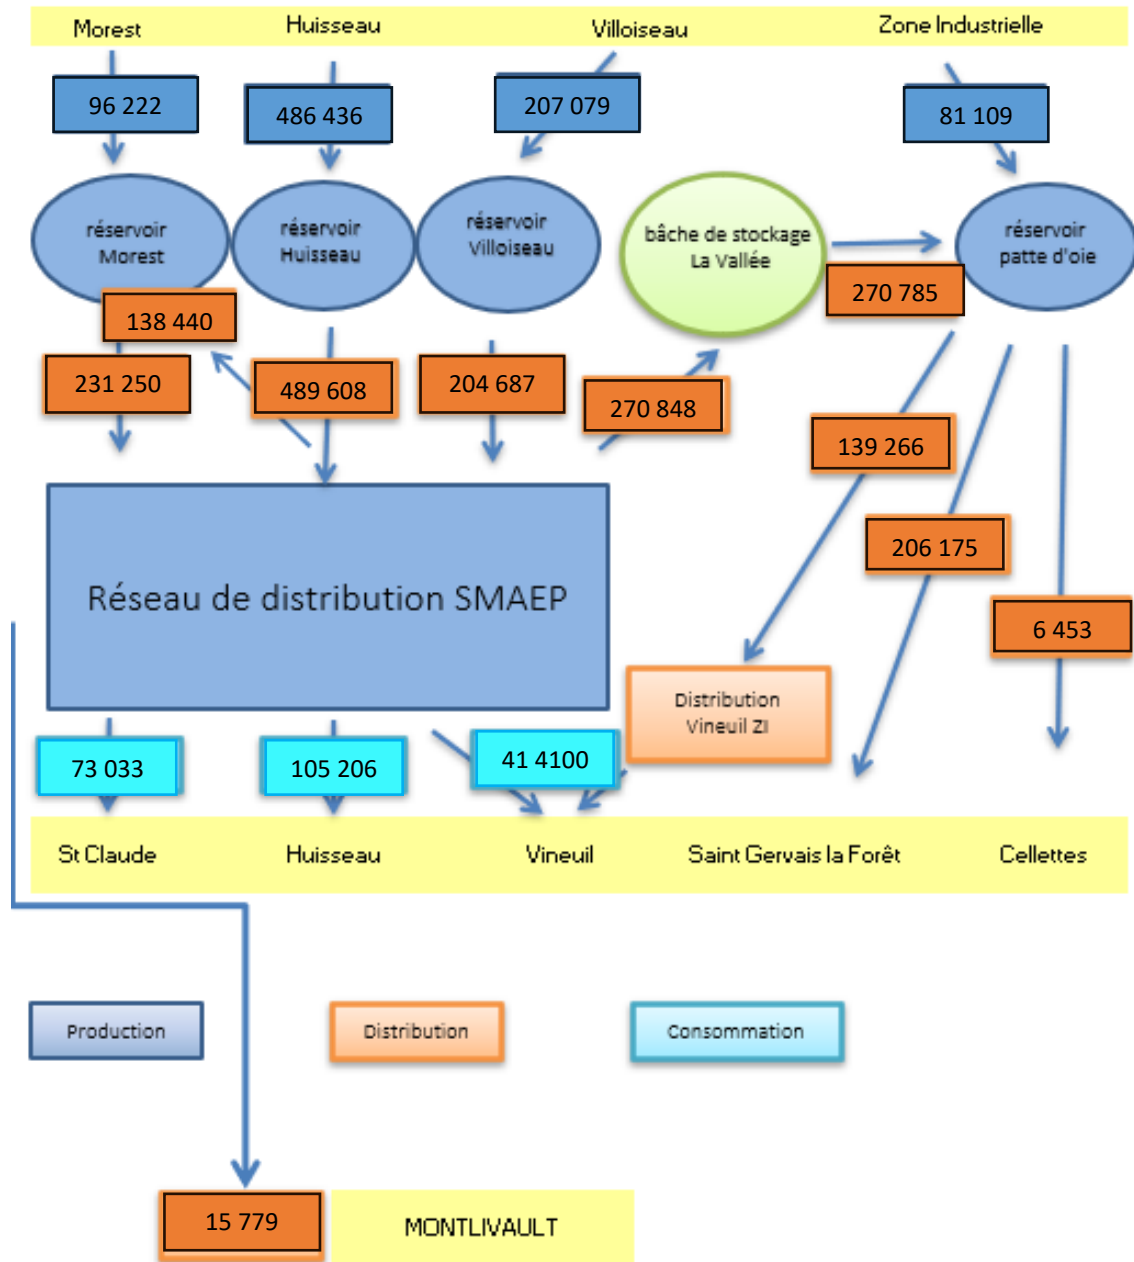 Morest
Huisseau
Villoiseau
Zone Industrielle
96 222
486 436
207 079
81 109
réservoir
Morest
réservoir
Huisseau
réservoir
Villoiseau
bâche de stockage
La Vallée
réservoir
patte d'oie
270 785
138 440
231 250
489 608
204 687
270 848
139 266
206 175
6 453
Réseau de distribution SMAEP
Distribution
Vineuil ZI
73 033
105 206
41 4100
St Claude
Huisseau
Vineuil
Saint Gervais la Forêt
Cellettes
Production
Distribution
Consommation
15 779
MONTLIVAULT